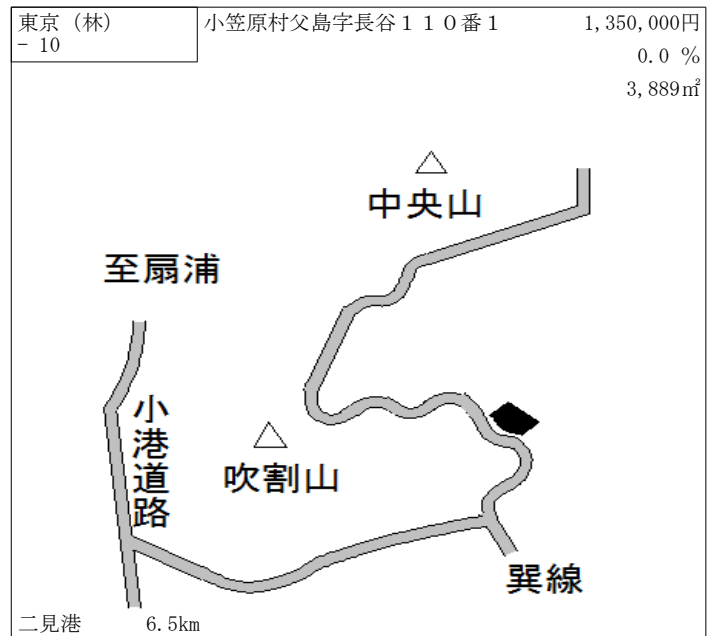 東京（林） 小笠原村父島字長谷１１０番１ 1,350,000円
- 10
0.0 %
3,889㎡
中央山
至扇浦
小港道路
吹割山
巽線
二見港 6.5km